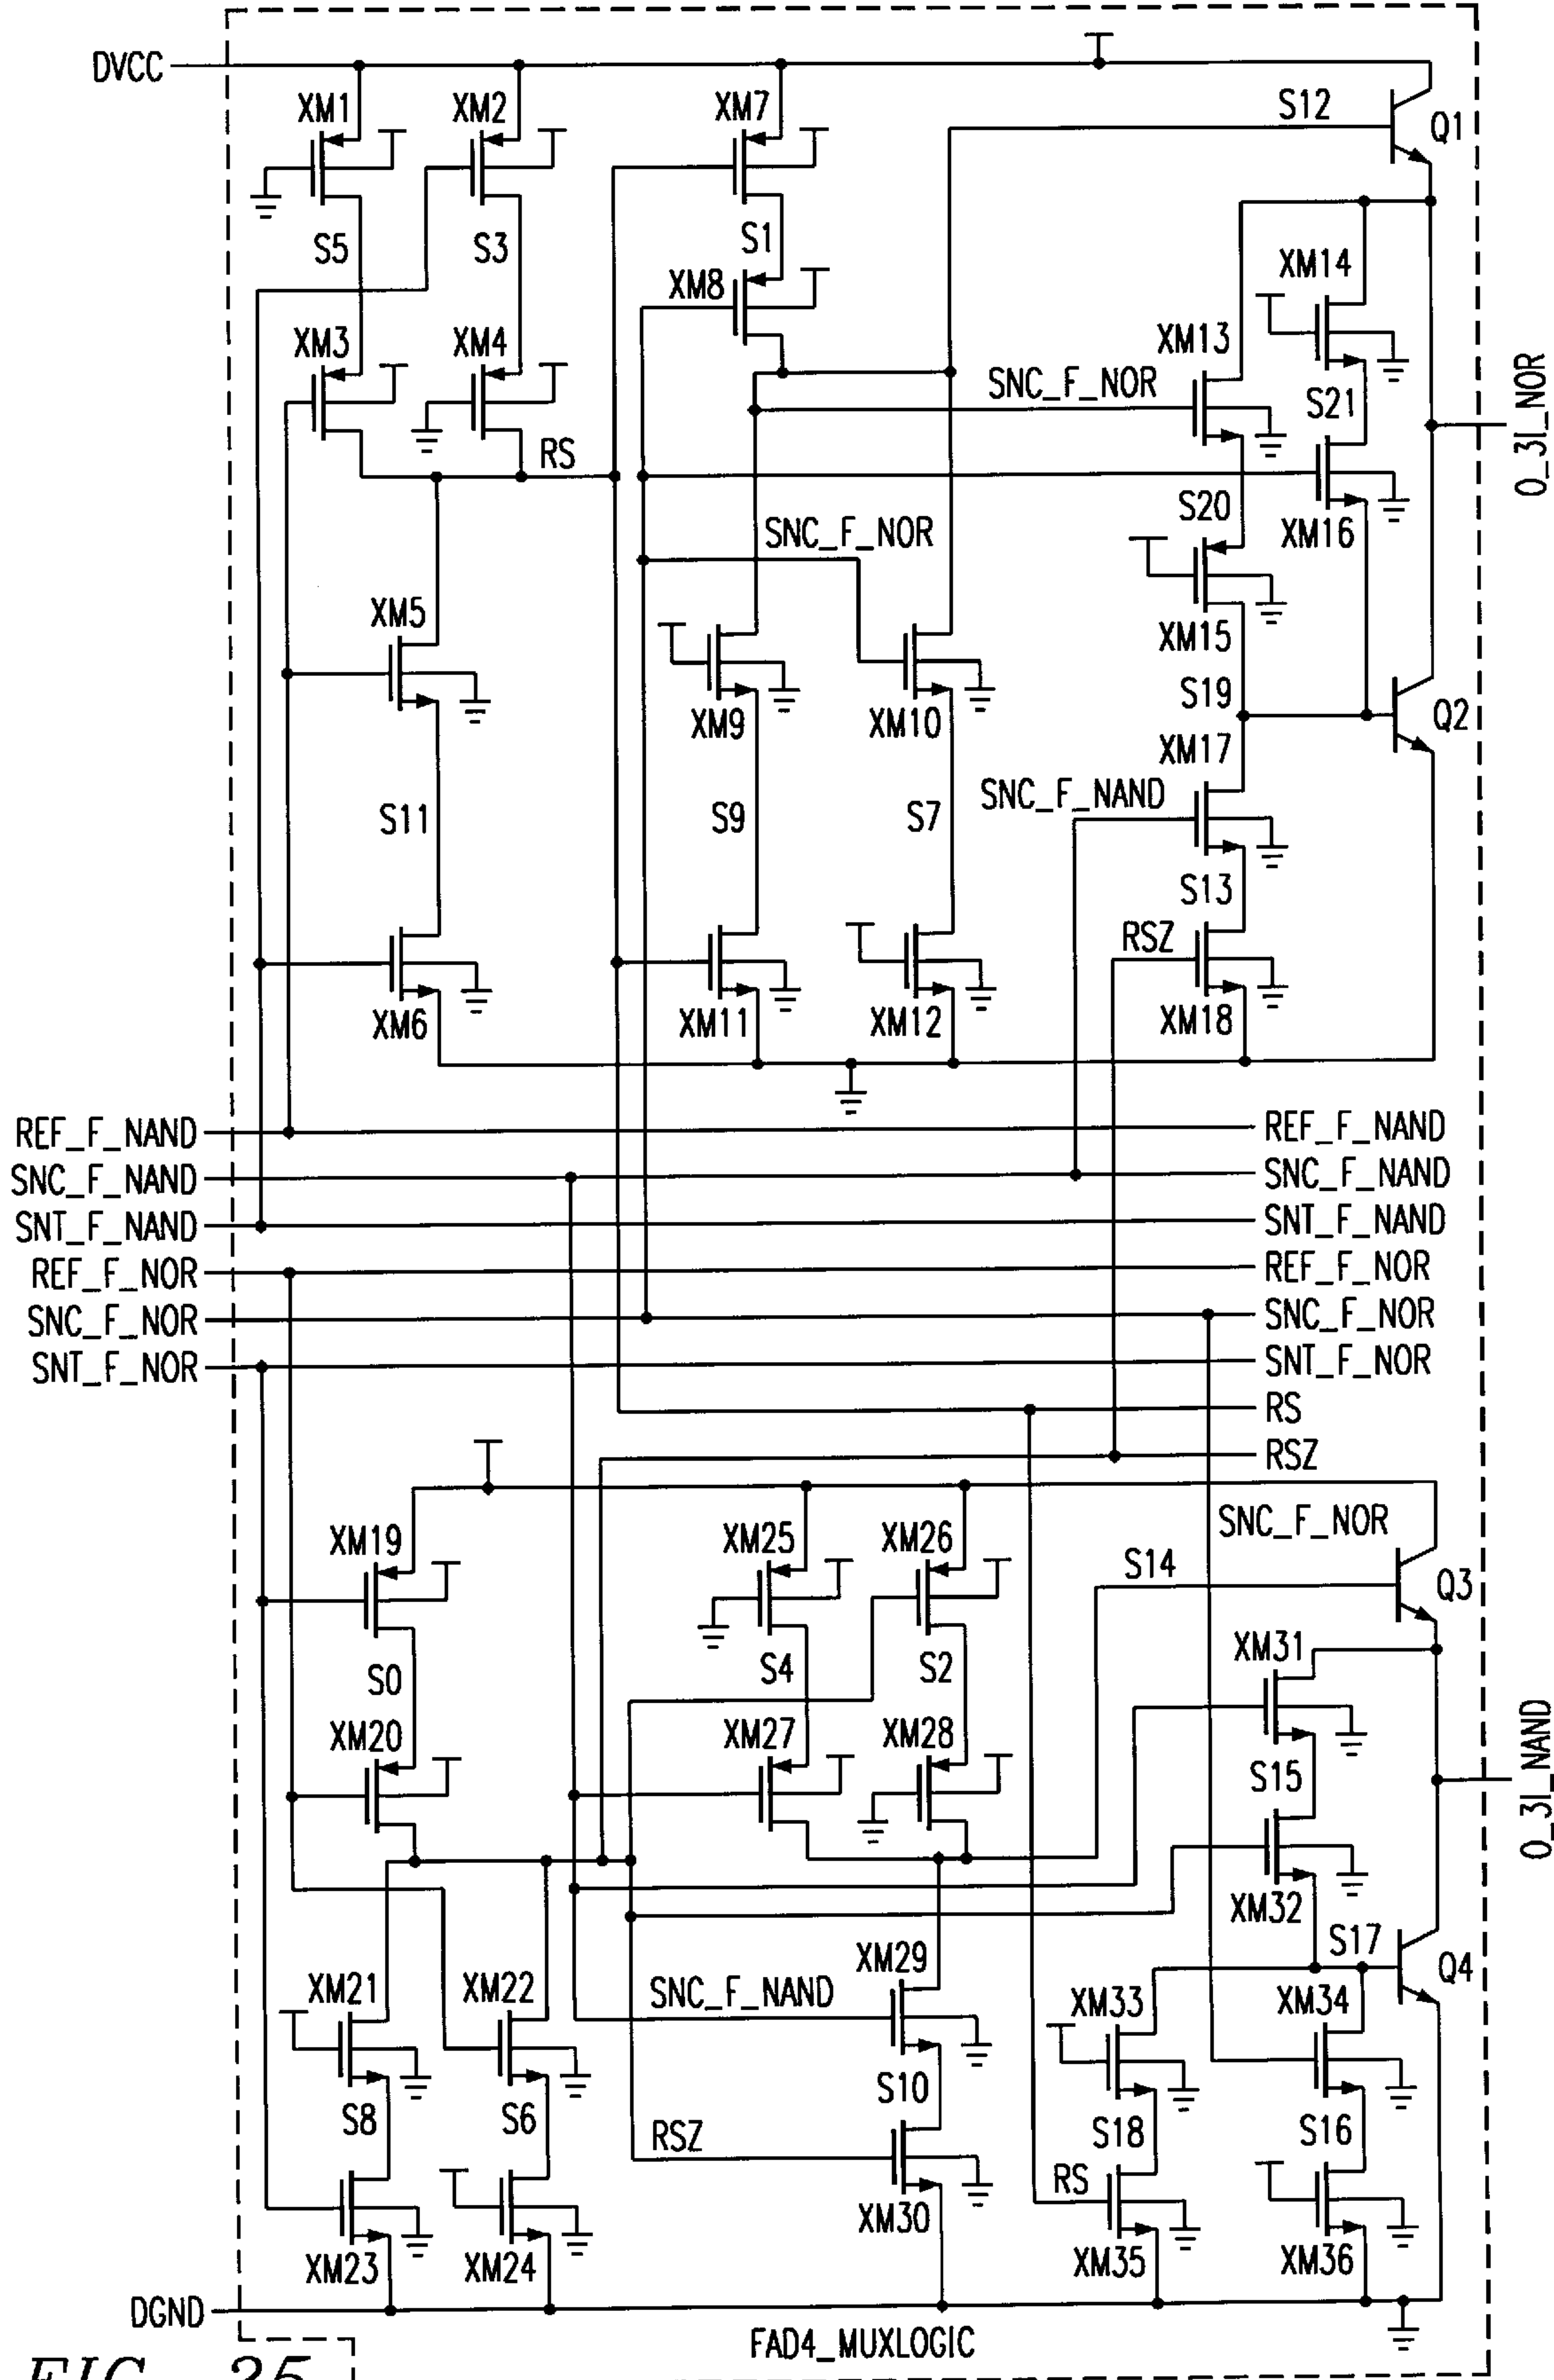 DVCC
XM1
XM2
XM7
S12
Q1
S5
S3
S1
XM14
XM8
XM3
XM4
XM13
SNC_F_NOR
S21
O_3I_NOR
RS
S20
XM16
SNC_F_NOR
XM5
XM15
XM9
XM10
S19
Q2
XM17
S11
S9
S7
SNC_F_NAND
S13
RSZ
XM6
XM11
XM12
XM18
REF_F_NAND
REF_F_NAND
SNC_F_NAND
SNC_F_NAND
SNT_F_NAND
SNT_F_NAND
REF_F_NOR
REF_F_NOR
SNC_F_NOR
SNC_F_NOR
SNT_F_NOR
SNT_F_NOR
RS
RSZ
XM19
XM25
XM26
SNC_F_NOR
S14
Q3
S0
S4
S2
XM31
XM20
XM27
XM28
S15
O_3I_NAND
XM32
XM29
S17
Q4
XM21
XM22
SNC_F_NAND
XM33
XM34
S8
S6
S10
S18
S16
RSZ
RS
XM30
XM23
XM24
XM35
XM36
DGND
FAD4_MUXLOGIC
FIG. 25